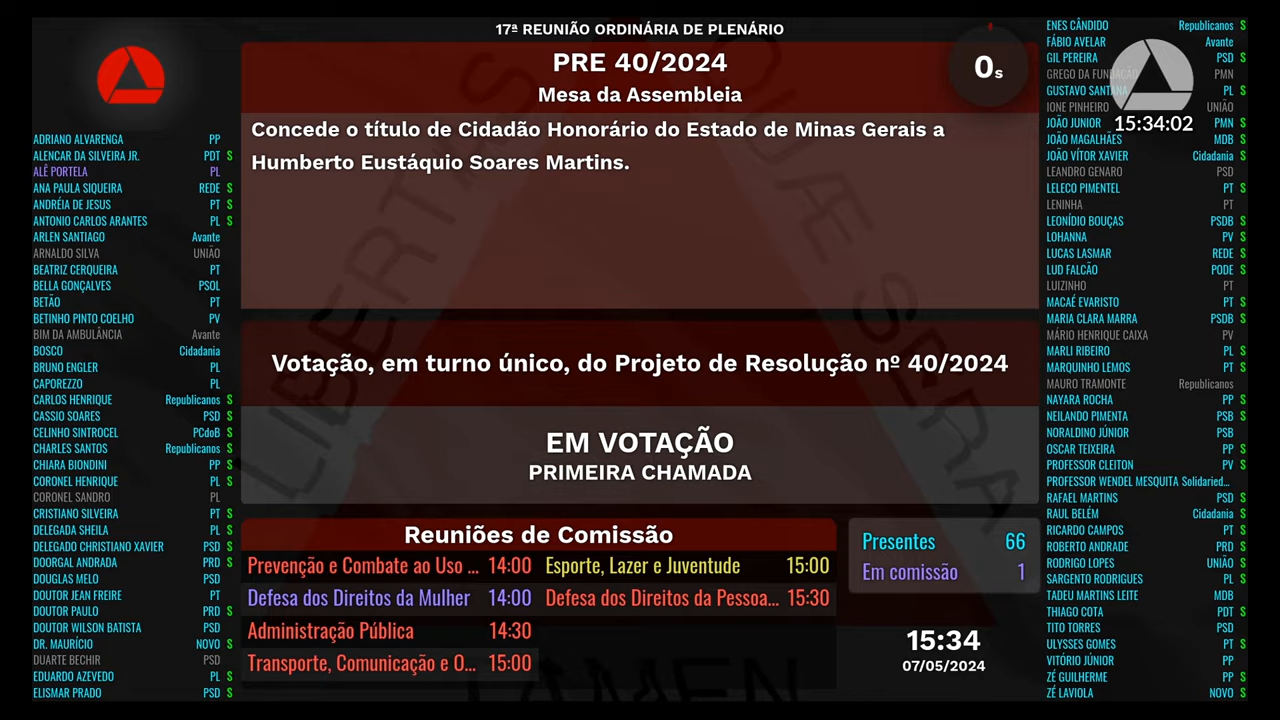 17ª REUNIÃO ORDINÁRIA DE PLENÁRIO
PRE 40/2024
Mesa da Assembleia
0s
Concede o título de Cidadão Honorário do Estado de Minas Gerais a
Humberto Eustáquio Soares Martins.
Votação, em turno único, do Projeto de Resolução nº 40/2024
EM VOTAÇÃO
PRIMEIRA CHAMADA
Reuniões de Comissão
Prevenção e Combate ao Uso ... 14:00 Esporte, Lazer e Juventude 15:00
Defesa dos Direitos da Mulher 14:00 Defesa dos Direitos da Pessoa... 15:30
Administração Pública 14:30
Transporte, Comunicação e O... 15:00
Presentes 66
Em comissão 1
15:34
07/05/2024
ADRIANO ALVARENGA PP
ALENCAR DA SILVEIRA JR. PDT S
ALÊ PORTELA PL
ANA PAULA SIQUEIRA REDE S
ANDRÉIA DE JESUS PT S
ANTONIO CARLOS ARANTES PL S
ARLEN SANTIAGO Avante
ARNALDO SILVA UNIÃO
BEATRIZ CERQUEIRA PT
BELLA GONÇALVES PSOL
BETÃO PT
BETINHO PINTO COELHO PV
BIM DA AMBULÂNCIA Avante
BOSCO Cidadania
BRUNO ENGLER PL
CAPOREZZO PL
CARLOS HENRIQUE Republicanos S
CASSIO SOARES PSD S
CELINHO SINTROCEL PCdoB S
CHARLES SANTOS Republicanos S
CHIARA BIONDINI PP S
CORONEL HENRIQUE PL S
CORONEL SANDRO PL
CRISTIANO SILVEIRA PT S
DELEGADA SHEILA PL S
DELEGADO CHRISTIANO XAVIER PSD S
DOORGAL ANDRADA PRD S
DOUGLAS MELO PSD
DOUTOR JEAN FREIRE PT
DOUTOR PAULO PRD S
DOUTOR WILSON BATISTA PSD
DR. MAURÍCIO NOVO S
DUARTE BECHIR PSD
EDUARDO AZEVEDO PL S
ELISMAR PRADO PSD S
ENES CÂNDIDO Republicanos S
FÁBIO AVELAR Avante
GIL PEREIRA PSD S
GREGO DA FUNDAÇÃO PMN
GUSTAVO SANTANA PL S
IONE PINHEIRO UNIÃO
JOÃO JUNIOR PMN S
15:34:02
JOÃO MAGALHÃES MDB S
JOÃO VÍTOR XAVIER Cidadania S
LEANDRO GENARO PSD
LELECO PIMENTEL PT S
LENINHA PT
LEONÍDIO BOUÇAS PSDB S
LOHANNA PV S
LUCAS LASMAR REDE S
LUD FALCÃO PODE S
LUIZINHO PT
MACAÉ EVARISTO PT S
MARIA CLARA MARRA PSDB S
MÁRIO HENRIQUE CAIXA PV
MARLI RIBEIRO PL S
MARQUINHO LEMOS PT S
MAURO TRAMONTE Republicanos
NAYARA ROCHA PP S
NEILANDO PIMENTA PSB S
NORALDINO JÚNIOR PSB
OSCAR TEIXEIRA PP S
PROFESSOR CLEITON PV S
PROFESSOR WENDEL MESQUITA Solidaried...
RAFAEL MARTINS PSD S
RAUL BELÉM Cidadania S
RICARDO CAMPOS PT S
ROBERTO ANDRADE PRD S
RODRIGO LOPES UNIÃO S
SARGENTO RODRIGUES PL S
TADEU MARTINS LEITE MDB
THIAGO COTA PDT S
TITO TORRES PSD
ULYSSES GOMES PT S
VITÓRIO JÚNIOR PP
ZÉ GUILHERME PP S
ZÉ LAVIOLA NOVO S